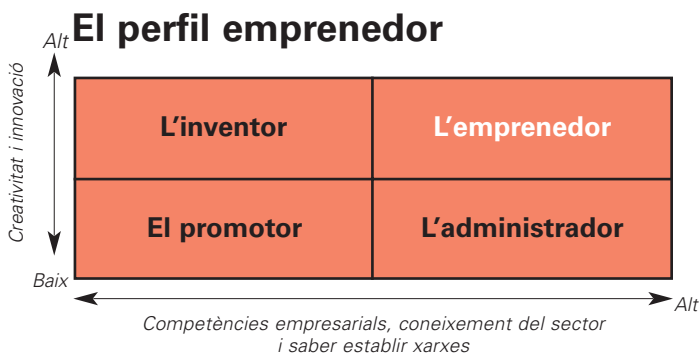 El perfil emprenedor
Alt
Creativitat i innovació
L'inventor
L'emprenedor
El promotor
L'administrador
Baix
Alt
Competències empresarials, coneixement del sector
i saber establir xarxes